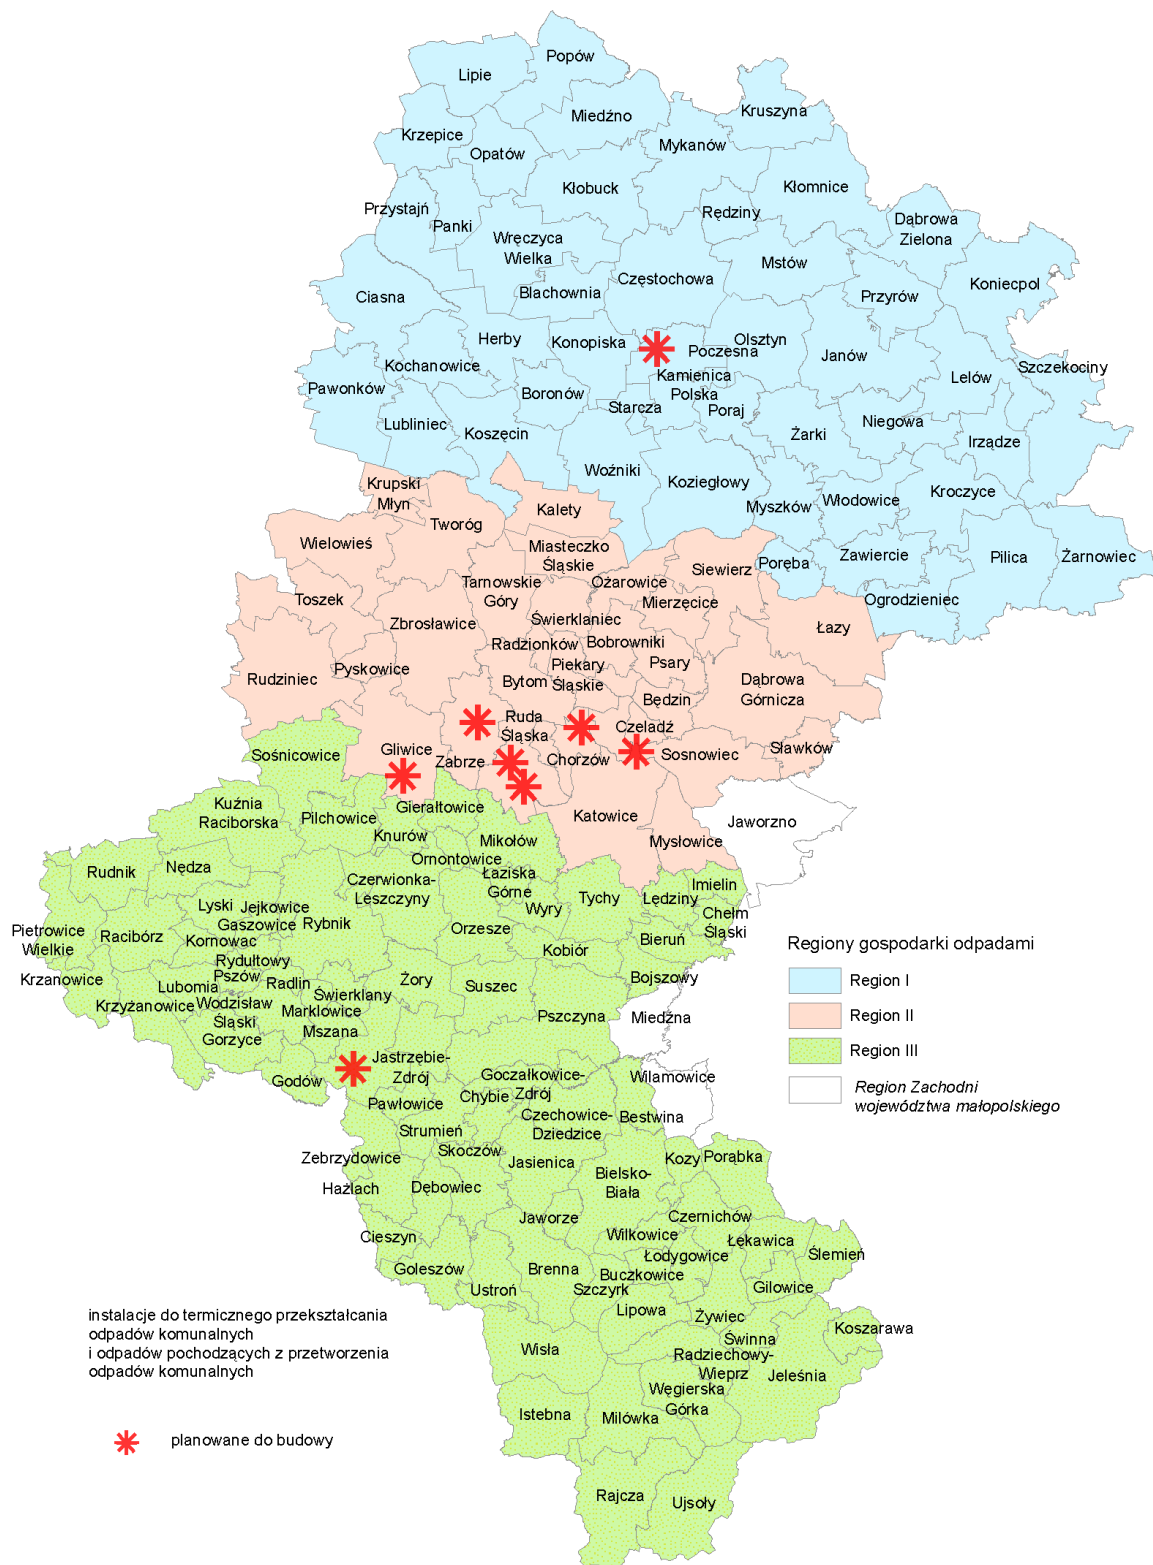 Popów
Lipie
Kruszyna
Miedźno
Krzepice
Mykanów
Opatów
Kłobuck
Kłomnice
Przystajń
Rędziny
Dąbrowa
Zielona
Panki
Wręczyca
Wielka
Mstów
Częstochowa
Koniecpol
Ciasna
Blachownia
Przyrów
Herby
Konopiska
Olsztyn
Poczesna
Janów
Kochanowice
Szczekociny
Kamienica
Polska
Lelów
Pawonków
Boronów
Starcza
Poraj
Niegowa
Lubliniec
Koszęcin
Żarki
Irządze
Woźniki
Koziegłowy
Kroczyce
Krupski
Młyn
Włodowice
Myszków
Kalety
Tworóg
Wielowieś
Miasteczko
Śląskie
Zawiercie
Pilica
Żarnowiec
Poręba
Siewierz
Tarnowskie
Góry
Ożarowice
Toszek
Mierzęcice
Ogrodzieniec
Zbrosławice
Świerklaniec
Łazy
Radzionków
Bobrowniki
Pyskowice
Piekary
Śląskie
Psary
Rudziniec
Bytom
Dąbrowa
Górnicza
Będzin
Ruda
Śląska
Czeladź
Sośnicowice
Gliwice
Zabrze
Chorzów
Sosnowiec
Sławków
Kuźnia
Raciborska
Gierałtowice
Pilchowice
Katowice
Jaworzno
Knurów
Mikołów
Mysłowice
Ornontowice
Rudnik
Nędza
Czerwionka-
Leszczyny
Łaziska
Górne
Imielin
Tychy
Lędziny
Lyski
Jejkowice
Wyry
Chełm
Śląski
Gaszowice
Rybnik
Pietrowice
Wielkie
Racibórz
Kornowac
Orzesze
Bieruń
Kobiór
Regiony gospodarki odpadami
Rydułtowy
Krzanowice
Pszów
Żory
Bojszowy
Region I
Lubomia
Radlin
Suszec
Świerklany
Krzyżanowice
Wodzisław
Śląski
Marklowice
Pszczyna
Miedźna
Region II
Gorzyce
Mszana
Region III
Jastrzębie-
Zdrój
Godów
Goczałkowice-
Zdrój
Wilamowice
Region Zachodni
województwa małopolskiego
Chybie
Pawłowice
Czechowice-
Dziedzice
Bestwina
Strumień
Skoczów
Zebrzydowice
Jasienica
Kozy
Porąbka
Bielsko-
Biała
Hażlach
Dębowiec
Jaworze
Czernichów
Cieszyn
Wilkowice
Łękawica
Ślemień
Łodygowice
Goleszów
Brenna
Buczkowice
Gilowice
Ustroń
Szczyrk
Lipowa
instalacje do termicznego przekształcania
odpadów komunalnych
i odpadów pochodzących z przetworzenia
odpadów komunalnych
Żywiec
Koszarawa
Świnna
Wisła
Radziechowy-
Wieprz
Jeleśnia
Węgierska
Górka
Istebna
Milówka
planowane do budowy
Rajcza
Ujsoły